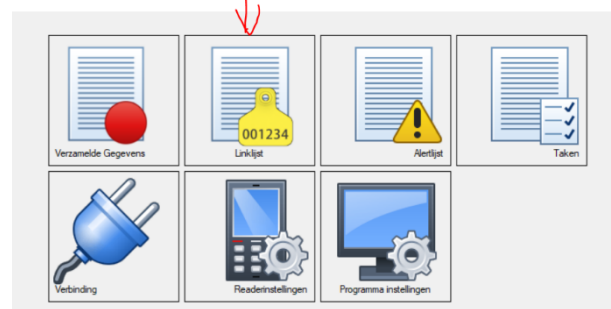 001234
Verzamelde Gegevens
Linklijst
Alertlijst
Taken
Verbinding
Readerinstellingen
Programma instellingen